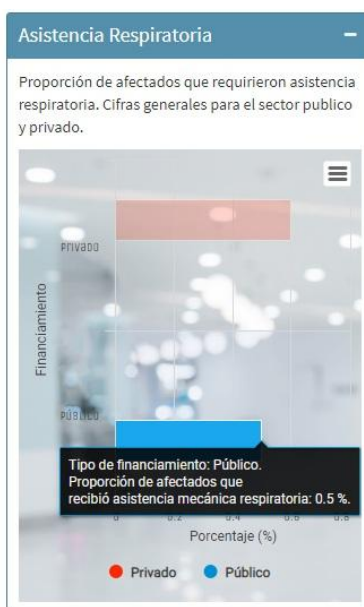 Asistencia Respiratoria
Proporción de afectados que requirieron asistencia
respiratoria. Cifras generales para el sector publico
y privado.
Privado
Financiamiento
Público
Tipo de financiamiento: Público.
Proporción de afectados que
recibió asistencia mecánica respiratoria: 0.5 %.
0 0.2 0.4 0.6 0.8
Porcentaje (%)
Privado Público